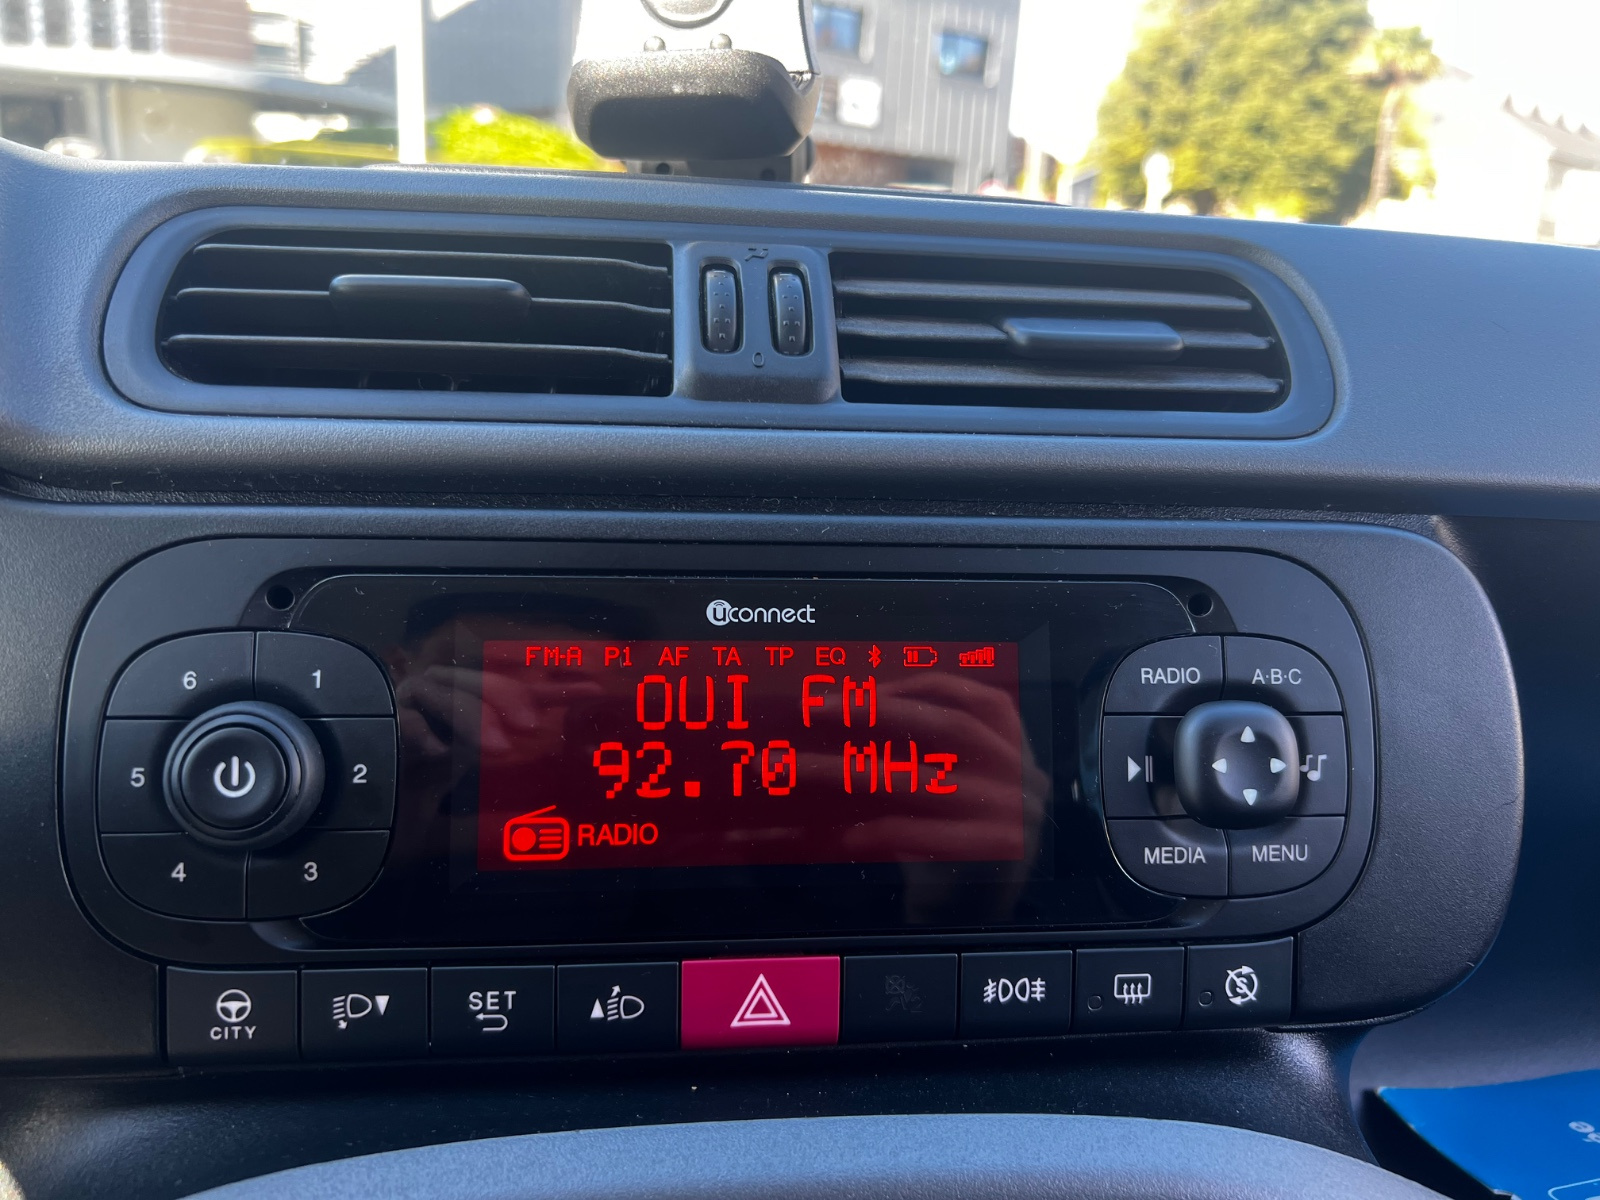 uconnect
FM-A P1 AF TA TP EQ
OUI FM
92.70 MHz
RADIO
6 1
5 2
4 3
RADIO A·B·C
MEDIA MENU
CITY
SET
0